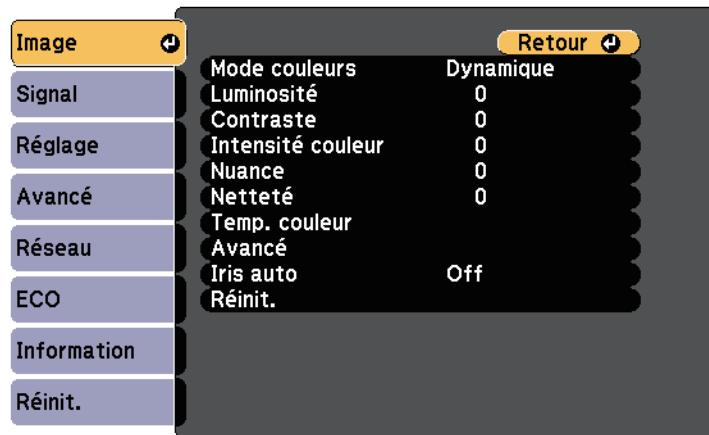 Image
Signal
Réglage
Avancé
Réseau
ECO
Information
Réinit.
Retour
Mode couleurs Dynamique
Luminosité 0
Contraste 0
Intensité couleur 0
Nuance 0
Netteté 0
Temp. couleur
Avancé
Iris auto Off
Réinit.